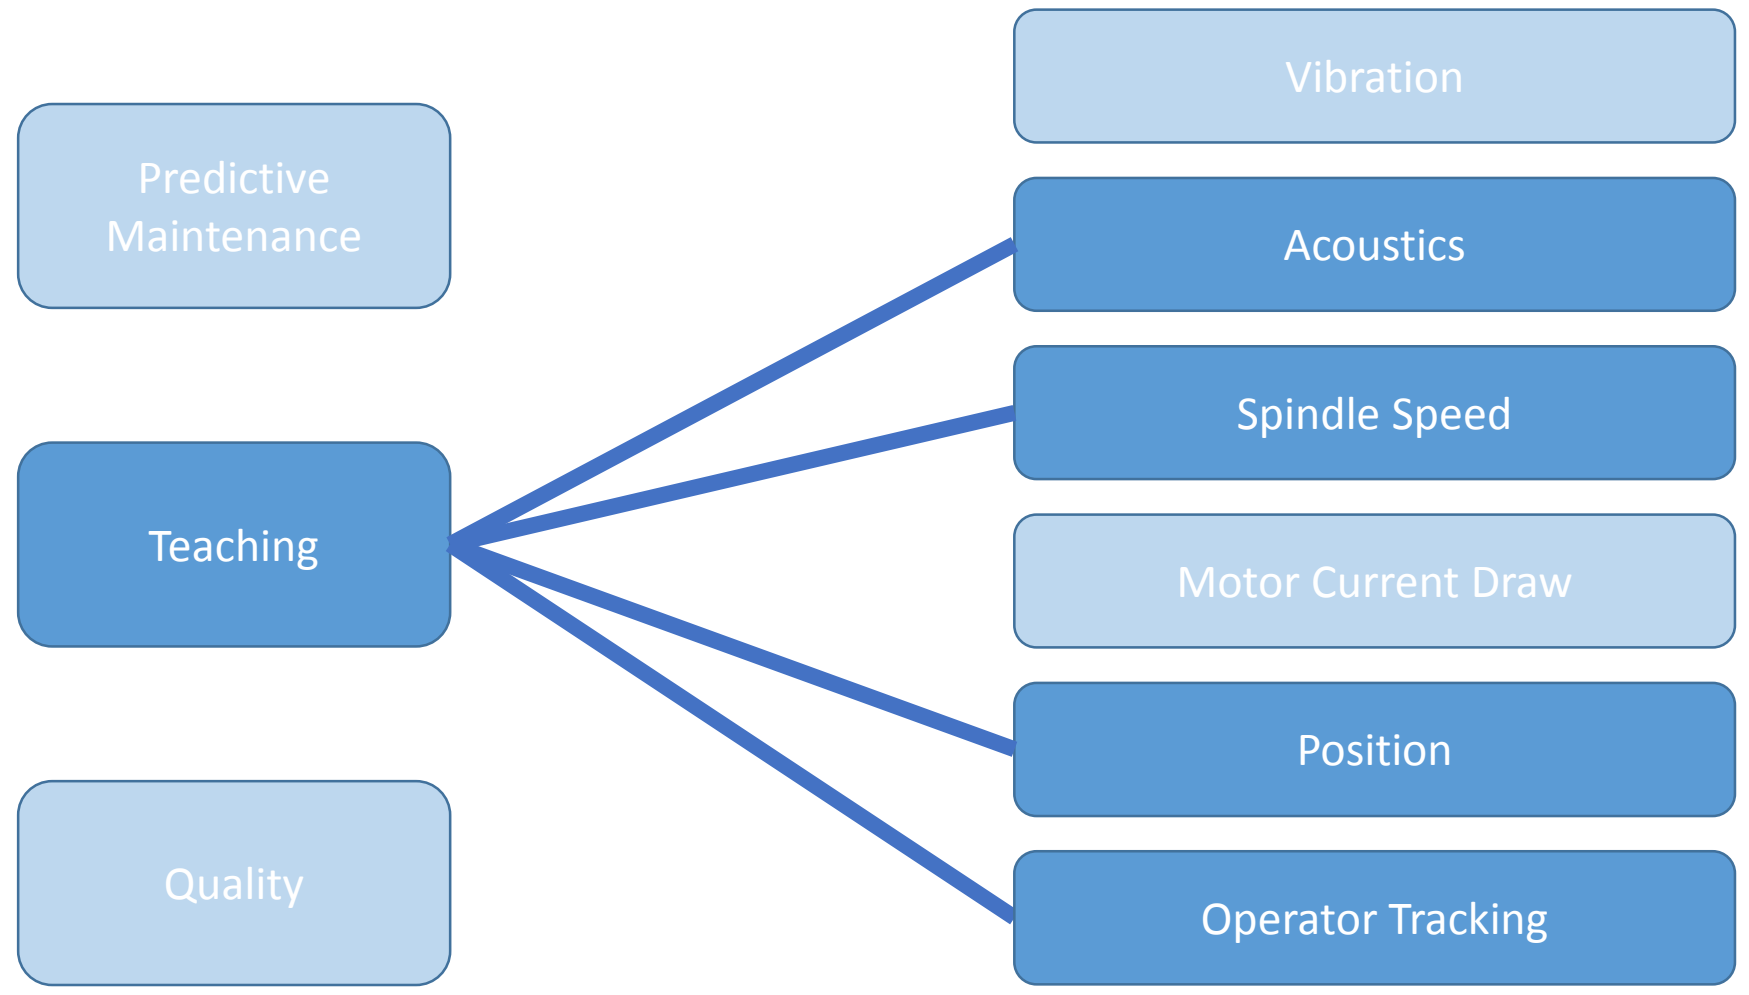 Predictive
Maintenance
Teaching
Quality
Vibration
Acoustics
Spindle Speed
Motor Current Draw
Position
Operator Tracking